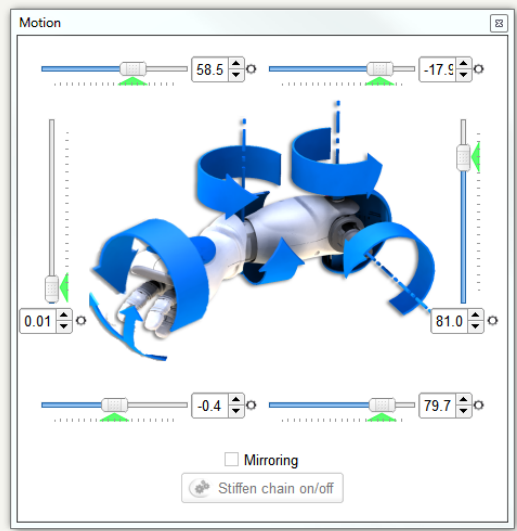 Motion
58.5
-17.9
0.01
81.0
-0.4
79.7
Mirroring
Stiffen chain on/off